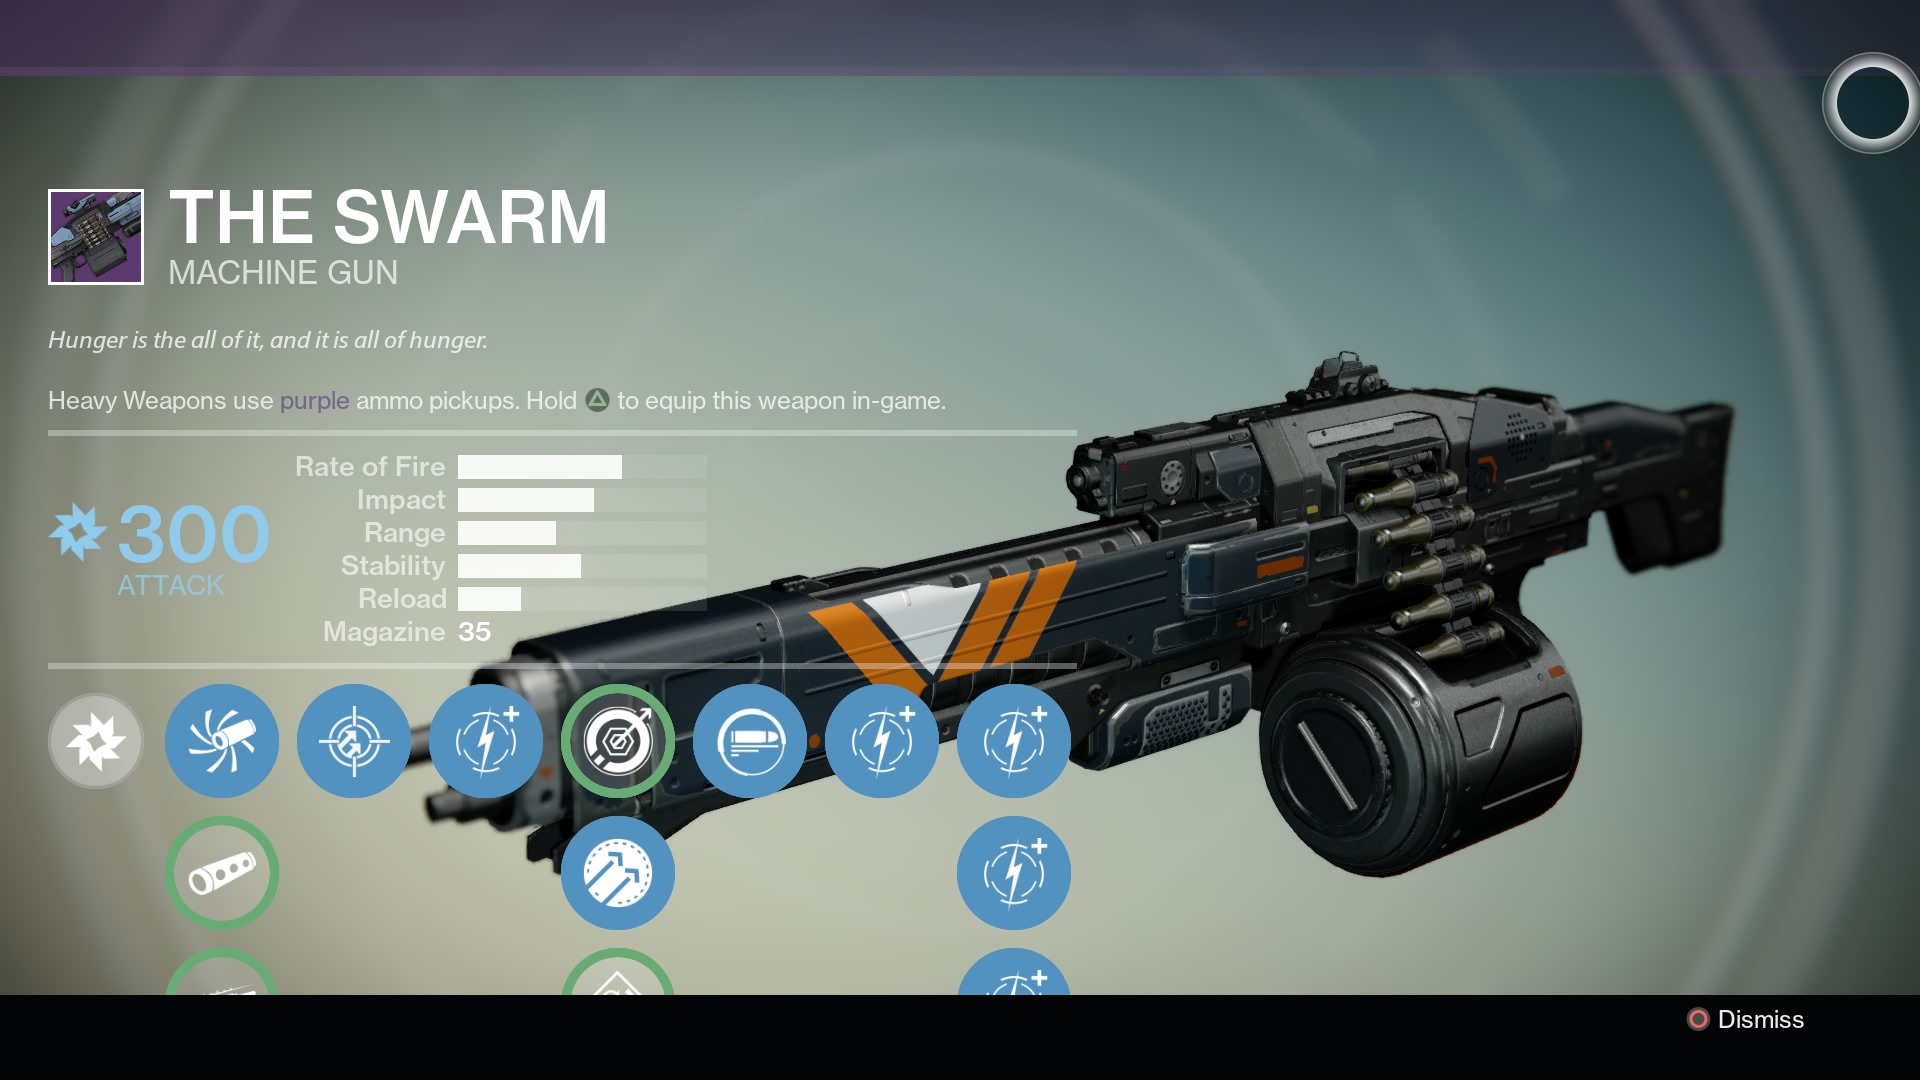 THE SWARM
MACHINE GUN
Hunger is the all of it, and it is all of hunger.
Heavy Weapons use purple ammo pickups. Hold to equip this weapon in-game.
300
ATTACK
Rate of Fire
Impact
Range
Stability
Reload
Magazine 35
Dismiss